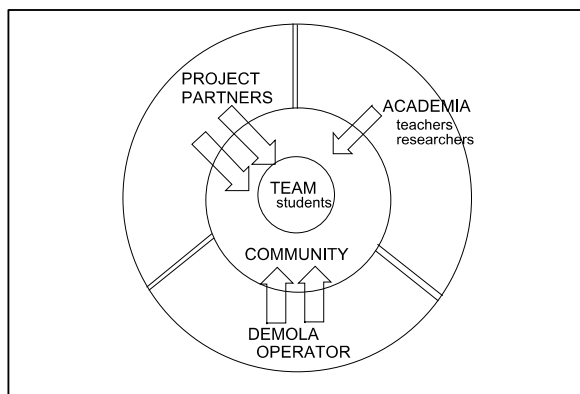 PROJECT
PARTNERS
ACADEMIA
teachers
researchers
TEAM
students
COMMUNITY
DEMOLA
OPERATOR